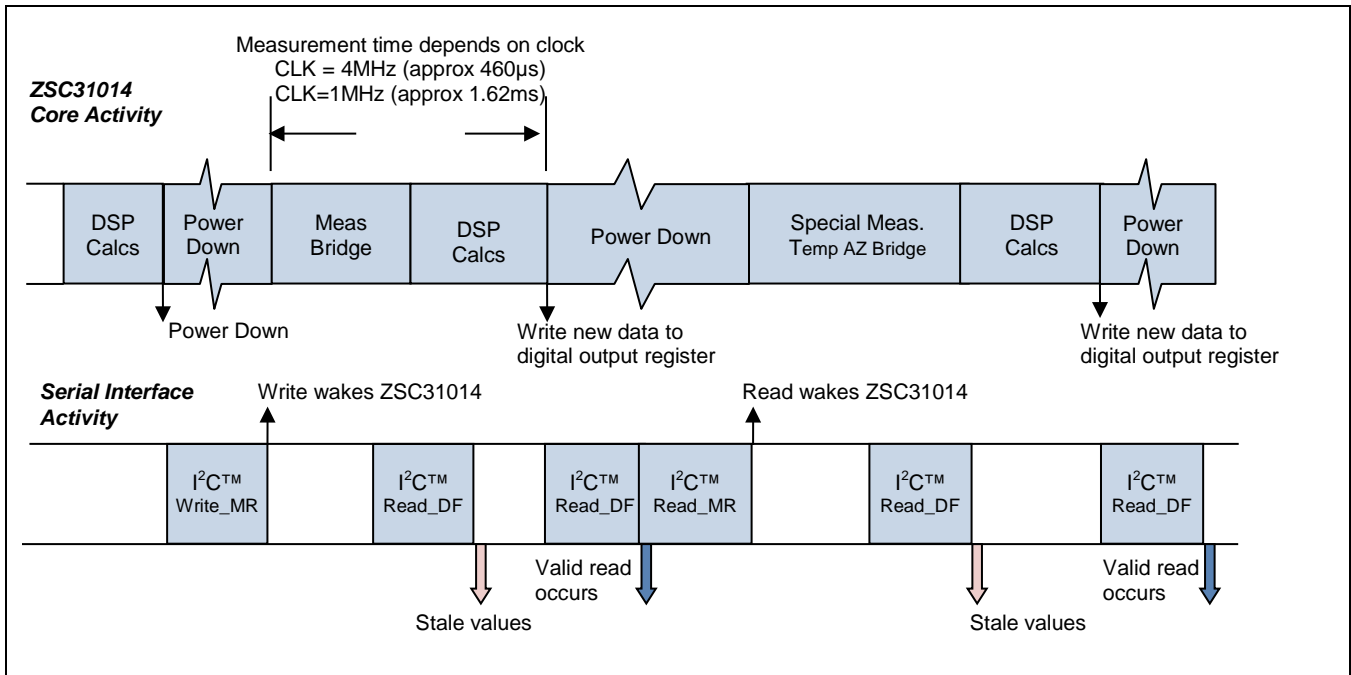 Measurement time depends on clock
CLK = 4MHz (approx 460µs)
CLK=1MHz (approx 1.62ms)
ZSC31014
Core Activity
DSP
Calcs
Power
Down
Meas
Bridge
DSP
Calcs
Power Down
Special Meas.
Temp AZ Bridge
DSP
Calcs
Power
Down
Power Down
Write new data to
digital output register
Write new data to
digital output register
Serial Interface
Activity
Write wakes ZSC31014
Read wakes ZSC31014
I²C™
Write_MR
I²C™
Read_DF
I²C™
Read_DF
I²C™
Read_MR
I²C™
Read_DF
I²C™
Read_DF
Stale values
Valid read
occurs
Stale values
Valid read
occurs